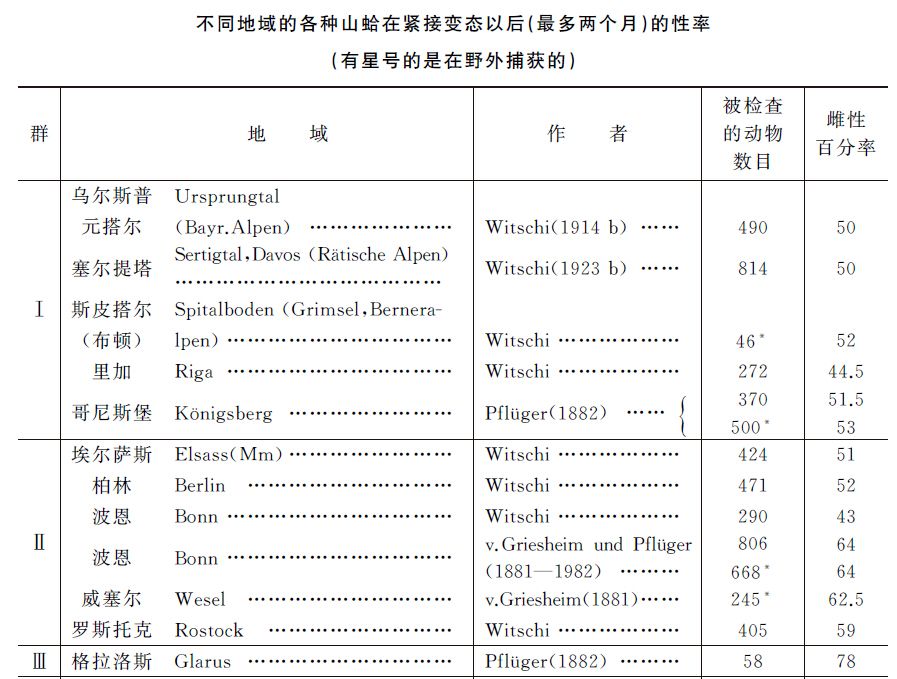 不同地域的各种山蛤在紧接变态以后(最多两个月)的性率
(有星号的是在野外捕获的)
群 地 域 作 者 被检查的动物数目 雌性百分率
乌尔斯普 Ursprungtal
元搭尔 (Bayr.Alpen) ………………… Witschi(1914 b) …… 490 50
塞尔提塔 Sertigtal,Davos (Rätische Alpen)
……………………………………… Witschi(1923 b) …… 814 50
Ⅰ 斯皮搭尔 Spitalboden (Grimsel,Bernera-
(布顿) lpen) ……………………………… Witschi ……………… 46* 52
里加 Riga ……………………………… Witschi ……………… 272 44.5
哥尼斯堡 Königsberg …………………… Pflüger(1882) …… { 370 51.5
500* 53
埃尔萨斯 Elsass(Mm)…………………… Witschi ……………… 424 51
柏林 Berlin ………………………… Witschi ……………… 471 52
波恩 Bonn …………………………… Witschi ……………… 290 43
Ⅱ 波恩 Bonn …………………………… v.Griesheim und Pflüger 806 64
(1881—1982) ……… 668* 64
威塞尔 Wesel ………………………… v.Griesheim(1881)…… 245* 62.5
罗斯托克 Rostock ……………………… Witschi ……………… 405 59
Ⅲ 格拉洛斯 Glarus ………………………… Pflüger(1882) ……… 58 78